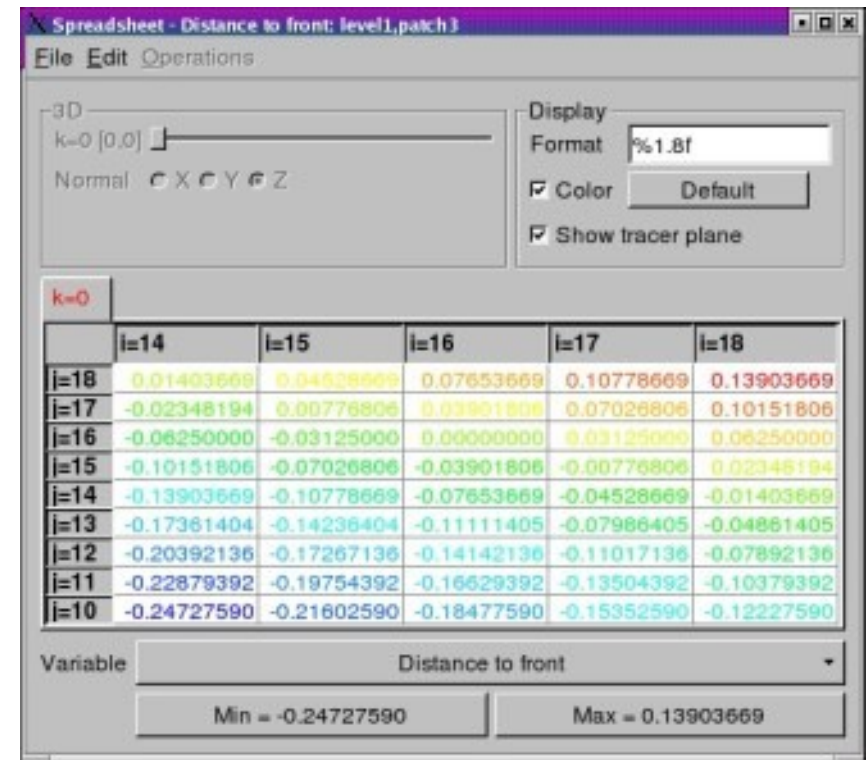 Spreadsheet - Distance to front: level1,patch3
File Edit Operations
3D
k=0 [0.0]
Normal X Y Z
Display
Format %1.8f
Color Default
Show tracer plane
k=0
i=14 i=15 i=16 i=17 i=18
j=18 0.01403669 0.04528669 0.07653669 0.10778669 0.13903669
j=17 -0.02348194 0.00776806 0.03901806 0.07026806 0.10151806
j=16 -0.06250000 -0.03125000 0.00000000 0.03125000 0.06250000
j=15 -0.10151806 -0.07026806 -0.03901806 -0.00776806 0.02348194
j=14 -0.13903669 -0.10778669 -0.07653669 -0.04528669 -0.01403669
j=13 -0.17361404 -0.14236404 -0.11111405 -0.07986405 -0.04861405
j=12 -0.20392136 -0.17267136 -0.14142136 -0.11017136 -0.07892136
j=11 -0.22879392 -0.19754392 -0.16629392 -0.13504392 -0.10379392
j=10 -0.24727590 -0.21602590 -0.18477590 -0.15352590 -0.12227590
Variable Distance to front
Min = -0.24727590 Max = 0.13903669